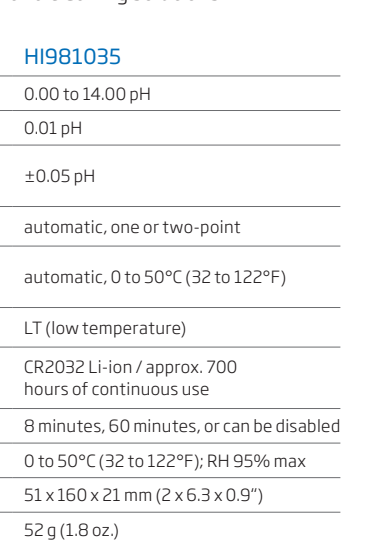 HI981035
0.00 to 14.00 pH
0.01 pH
±0.05 pH
automatic, one or two-point
automatic, 0 to 50°C (32 to 122°F)
LT (low temperature)
CR2032 Li-ion / approx. 700
hours of continuous use
8 minutes, 60 minutes, or can be disabled
0 to 50°C (32 to 122°F); RH 95% max
51 x 160 x 21 mm (2 x 6.3 x 0.9“)
52 g (1.8 oz.)